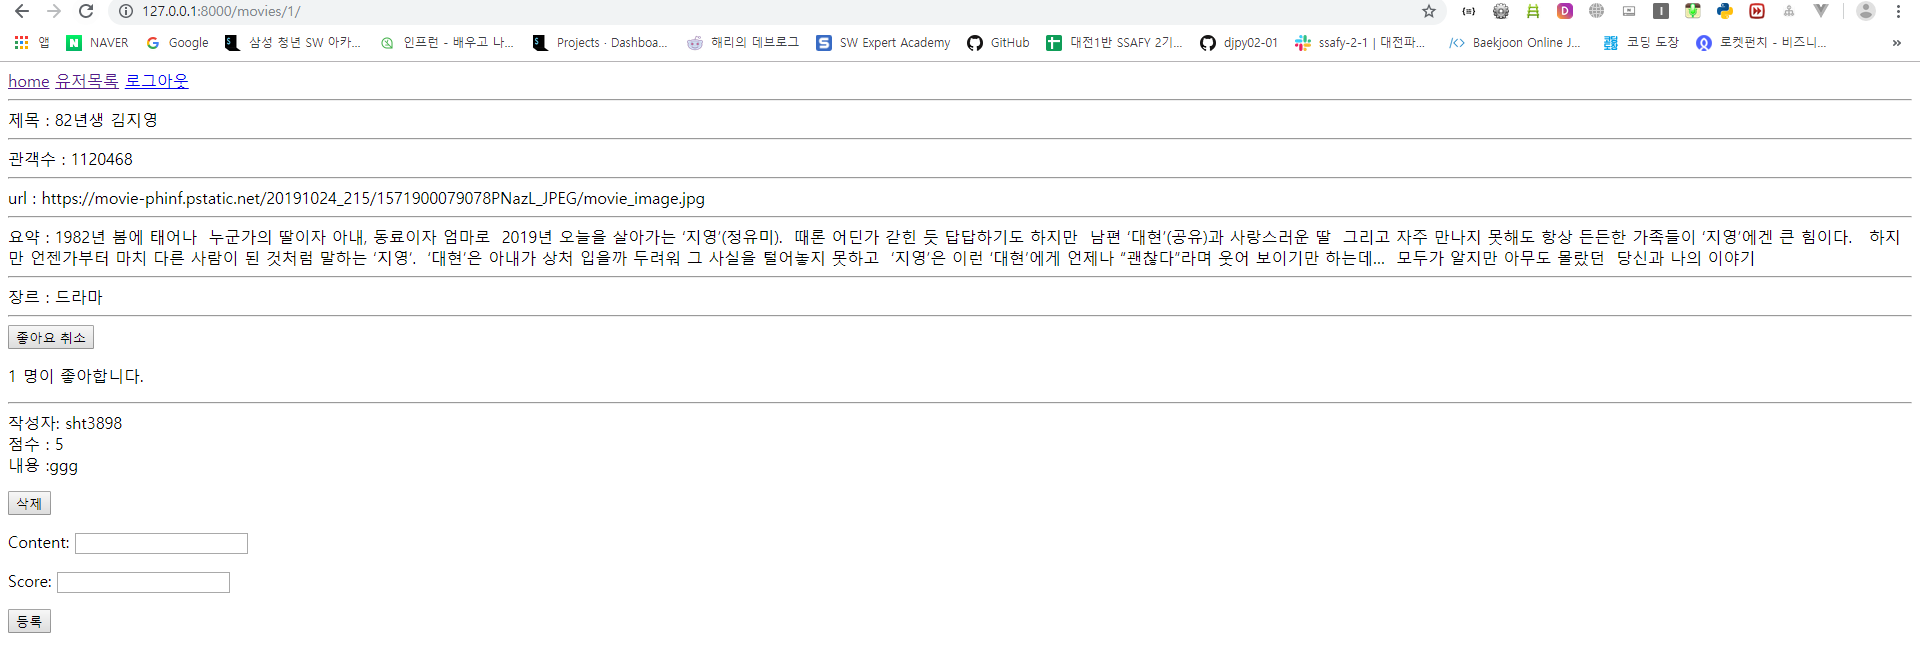 127.0.0.1:8000/movies/1/
앱 NAVER Google 삼성 청년 SW 아카... 인프런 - 배우고 나... Projects · Dashboa... 해리의 데브로그 SW Expert Academy GitHub 대전1반 SSAFY 2기... djpy02-01 ssafy-2-1 | 대전파... Baekjoon Online J... 코딩 도장 로켓펀치 - 비즈니... »
home 유저목록 로그아웃
제목 : 82년생 김지영
관객수 : 1120468
url : https://movie-phinf.pstatic.net/20191024_215/1571900079078PNazL_JPEG/movie_image.jpg
요약 : 1982년 봄에 태어나 누군가의 딸이자 아내, 동료이자 엄마로 2019년 오늘을 살아가는 ‘지영’(정유미). 때론 어딘가 갇힌 듯 답답하기도 하지만 남편 ‘대현’(공유)과 사랑스러운 딸 그리고 자주 만나지 못해도 항상 든든한 가족들이 ‘지영’에겐 큰 힘이다. 하지
만 언젠가부터 마치 다른 사람이 된 것처럼 말하는 ‘지영’. ‘대현’은 아내가 상처 입을까 두려워 그 사실을 털어놓지 못하고 ‘지영’은 이런 ‘대현’에게 언제나 “괜찮다”라며 웃어 보이기만 하는데... 모두가 알지만 아무도 몰랐던 당신과 나의 이야기
장르 : 드라마
좋아요 취소
1 명이 좋아합니다.
작성자: sht3898
점수 : 5
내용 :ggg
삭제
Content:
Score:
등록